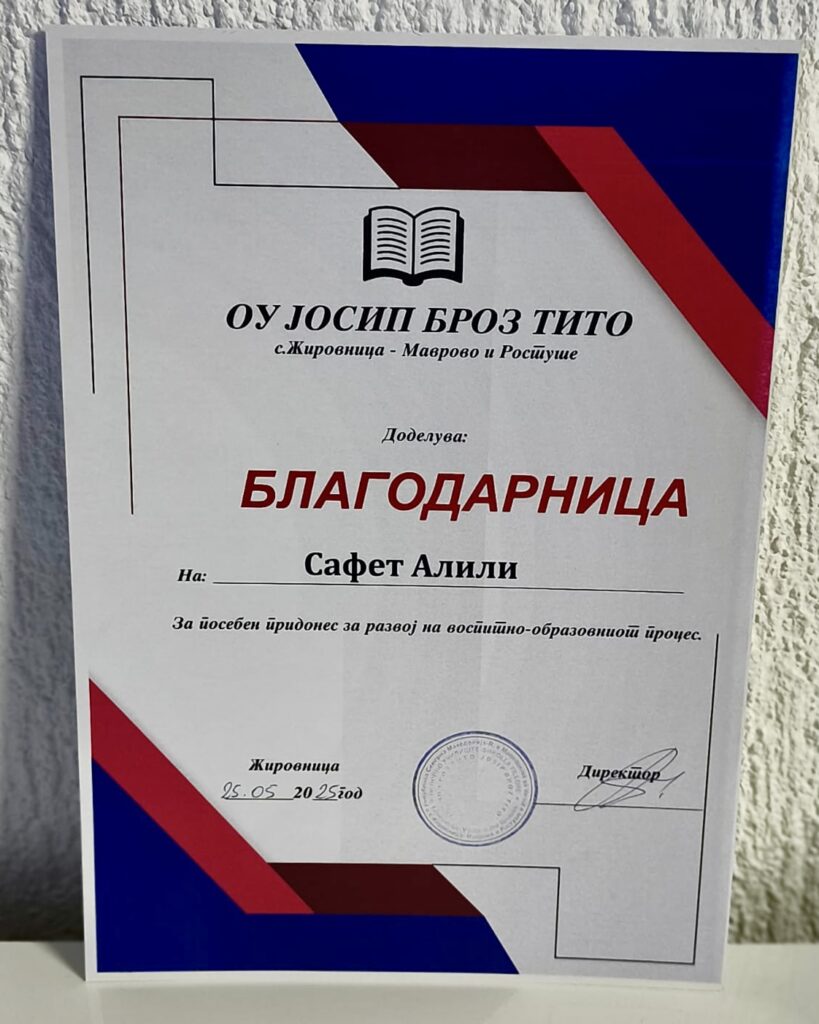 ОУ ЈОСИП БРОЗ ТИТО
с.Жировница - Маврово и Ростуше
Доделува:
БЛАГОДАРНИЦА
На: Сафет Алили
За посебен придонес за развој на воспитно-образовниот процес.
Жировница
25.05 2025год
Директор